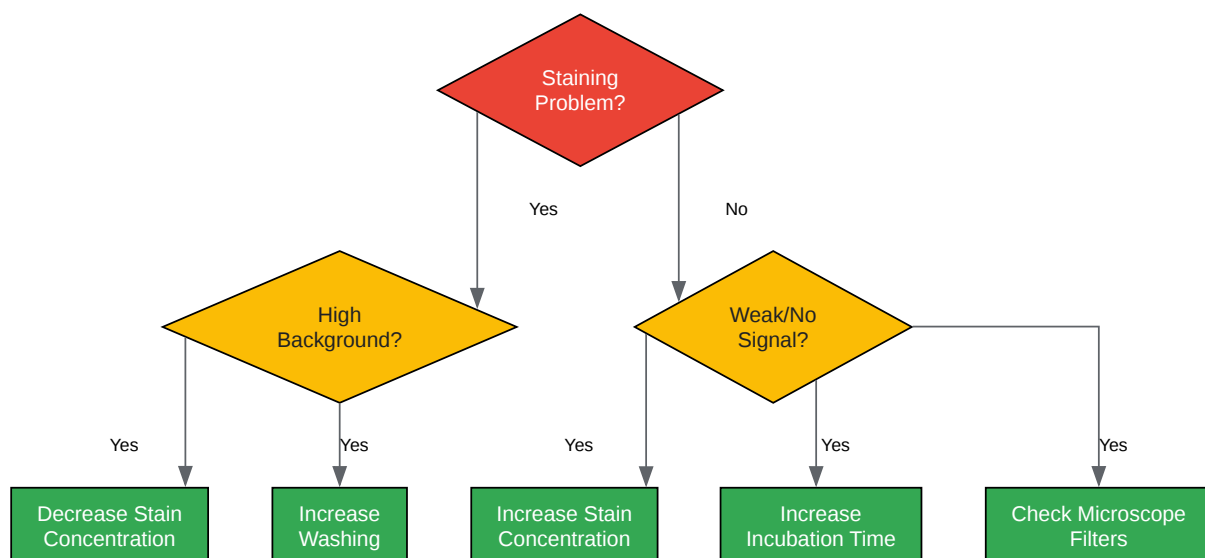 Staining
Problem?
Yes
No
High
Background?
Weak/No
Signal?
Yes
Yes
Yes
Yes
Yes
Decrease Stain
Concentration
Increase
Washing
Increase Stain
Concentration
Increase
Incubation Time
Check Microscope
Filters